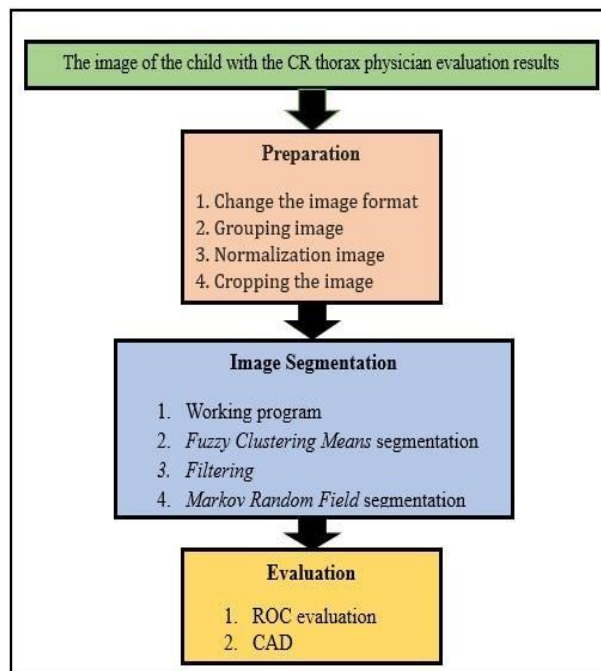 The image of the child with the CR thorax physician evaluation results
Preparation
1. Change the image format
2. Grouping image
3. Normalization image
4. Cropping the image
Image Segmentation
1. Working program
2. Fuzzy Clustering Means segmentation
3. Filtering
4. Markov Random Field segmentation
Evaluation
1. ROC evaluation
2. CAD